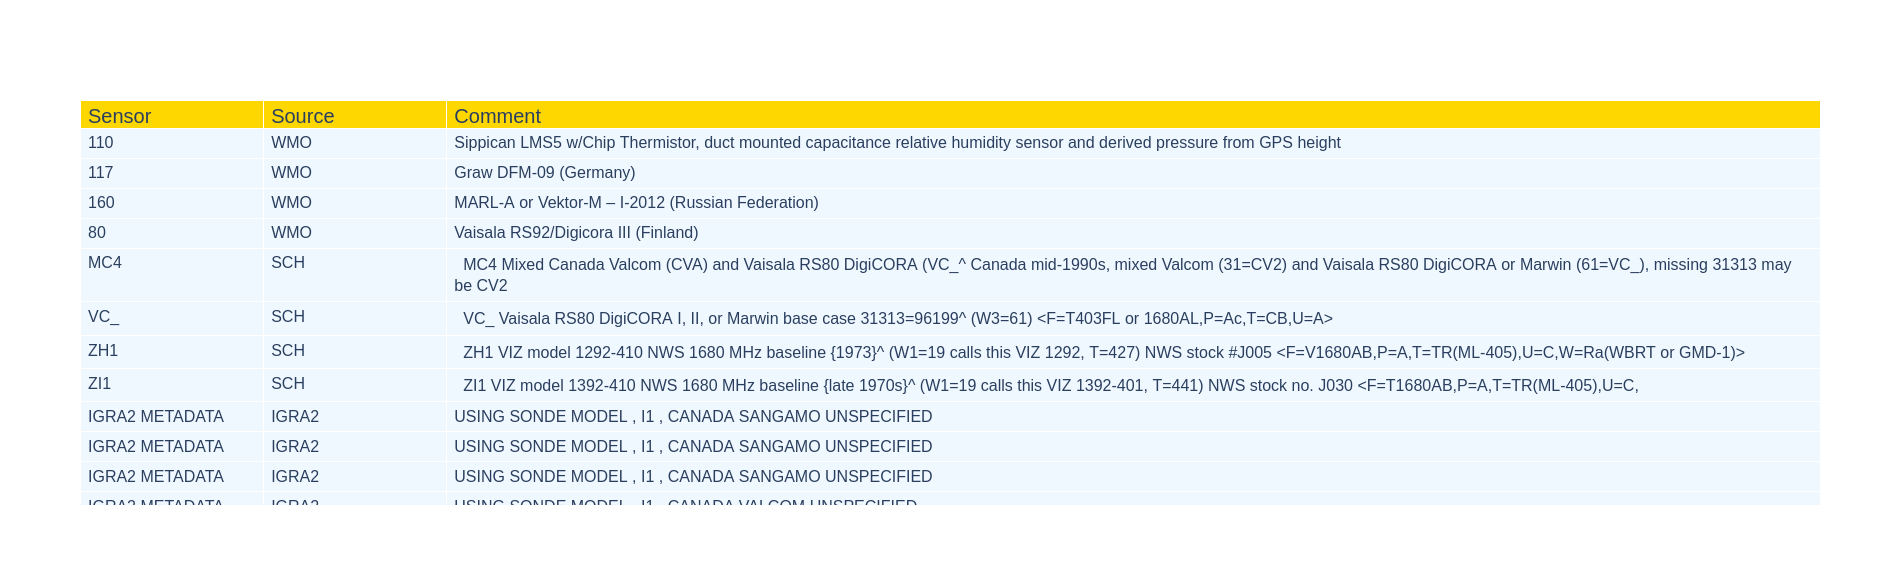 Sensor Source Comment
110 WMO Sippican LMS5 w/Chip Thermistor, duct mounted capacitance relative humidity sensor and derived pressure from GPS height
117 WMO Graw DFM-09 (Germany)
160 WMO MARL-A or Vektor-M – I-2012 (Russian Federation)
80 WMO Vaisala RS92/Digicora III (Finland)
MC4 SCH MC4 Mixed Canada Valcom (CVA) and Vaisala RS80 DigiCORA (VC_^ Canada mid-1990s, mixed Valcom (31=CV2) and Vaisala RS80 DigiCORA or Marwin (61=VC_), missing 31313 may
be CV2
VC_ SCH VC_ Vaisala RS80 DigiCORA I, II, or Marwin base case 31313=96199^ (W3=61) <F=T403FL or 1680AL,P=Ac,T=CB,U=A>
ZH1 SCH ZH1 VIZ model 1292-410 NWS 1680 MHz baseline {1973}^ (W1=19 calls this VIZ 1292, T=427) NWS stock #J005 <F=V1680AB,P=A,T=TR(ML-405),U=C,W=Ra(WBRT or GMD-1)>
ZI1 SCH ZI1 VIZ model 1392-410 NWS 1680 MHz baseline {late 1970s}^ (W1=19 calls this VIZ 1392-401, T=441) NWS stock no. J030 <F=T1680AB,P=A,T=TR(ML-405),U=C,
IGRA2 METADATA IGRA2 USING SONDE MODEL , I1 , CANADA SANGAMO UNSPECIFIED
IGRA2 METADATA IGRA2 USING SONDE MODEL , I1 , CANADA SANGAMO UNSPECIFIED
IGRA2 METADATA IGRA2 USING SONDE MODEL , I1 , CANADA SANGAMO UNSPECIFIED
IGRA2 METADATA IGRA2 USING SONDE MODEL , I1 , CANADA VALCOM UNSPECIFIED